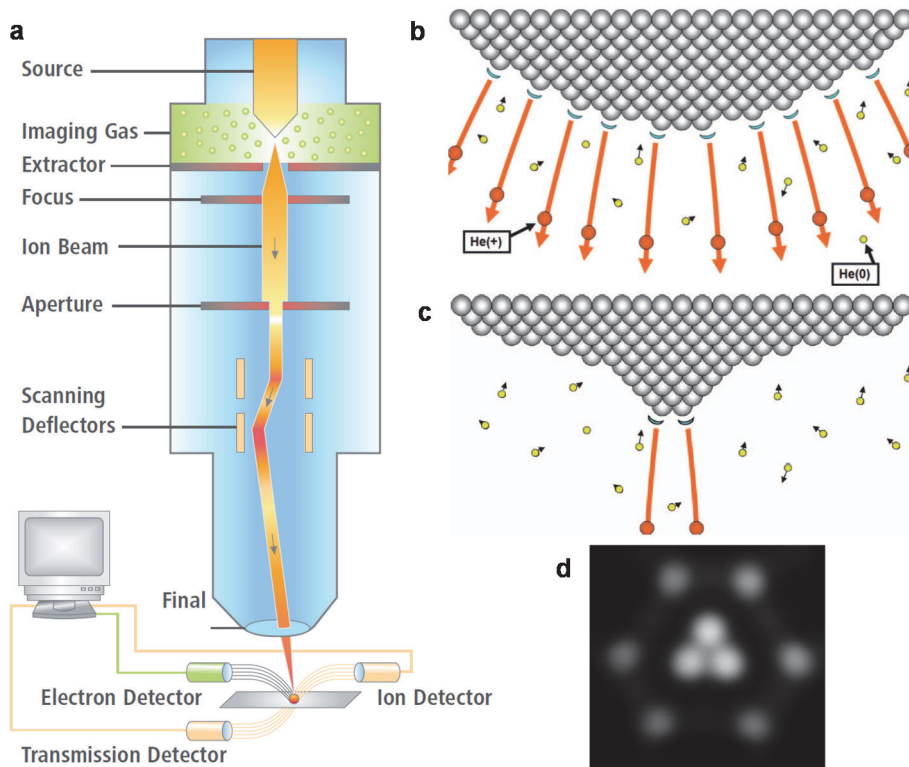 a
Source
Imaging Gas
Extractor
Focus
Ion Beam
Aperture
Scanning
Deflectors
Final
Electron Detector
Ion Detector
Transmission Detector
b
He(+)
He(0)
c
d